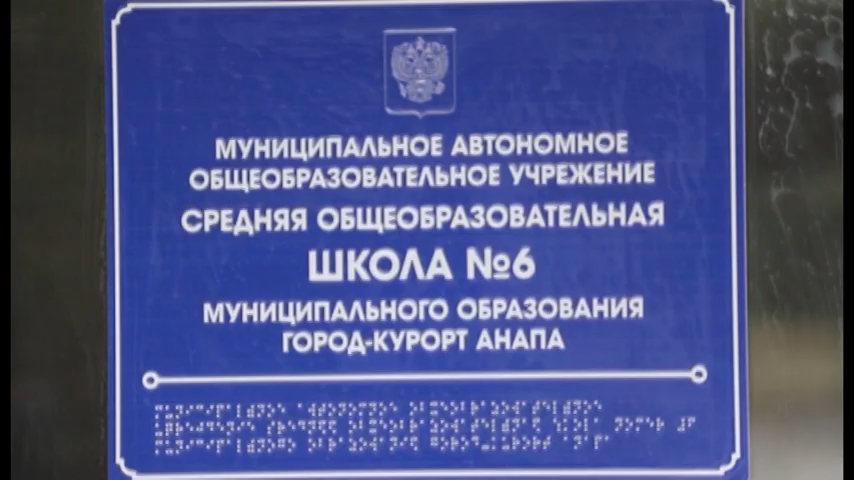 МУНИЦИПАЛЬНОЕ АВТОНОМНОЕ
ОБЩЕОБРАЗОВАТЕЛЬНОЕ УЧРЕЖЕНИЕ
СРЕДНЯЯ ОБЩЕОБРАЗОВАТЕЛЬНАЯ
ШКОЛА №6
МУНИЦИПАЛЬНОГО ОБРАЗОВАНИЯ
ГОРОД-КУРОРТ АНАПА